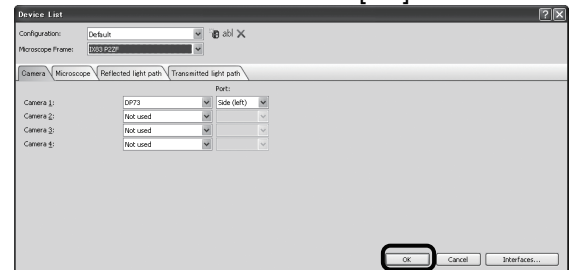 Device List
Configuration: Default abl
Microscope Frame: IX83 P2ZF
Camera Microscope Reflected light path Transmitted light path
Port:
Camera 1: DP73 Side (left)
Camera 2: Not used
Camera 3: Not used
Camera 4: Not used
OK Cancel Interfaces...